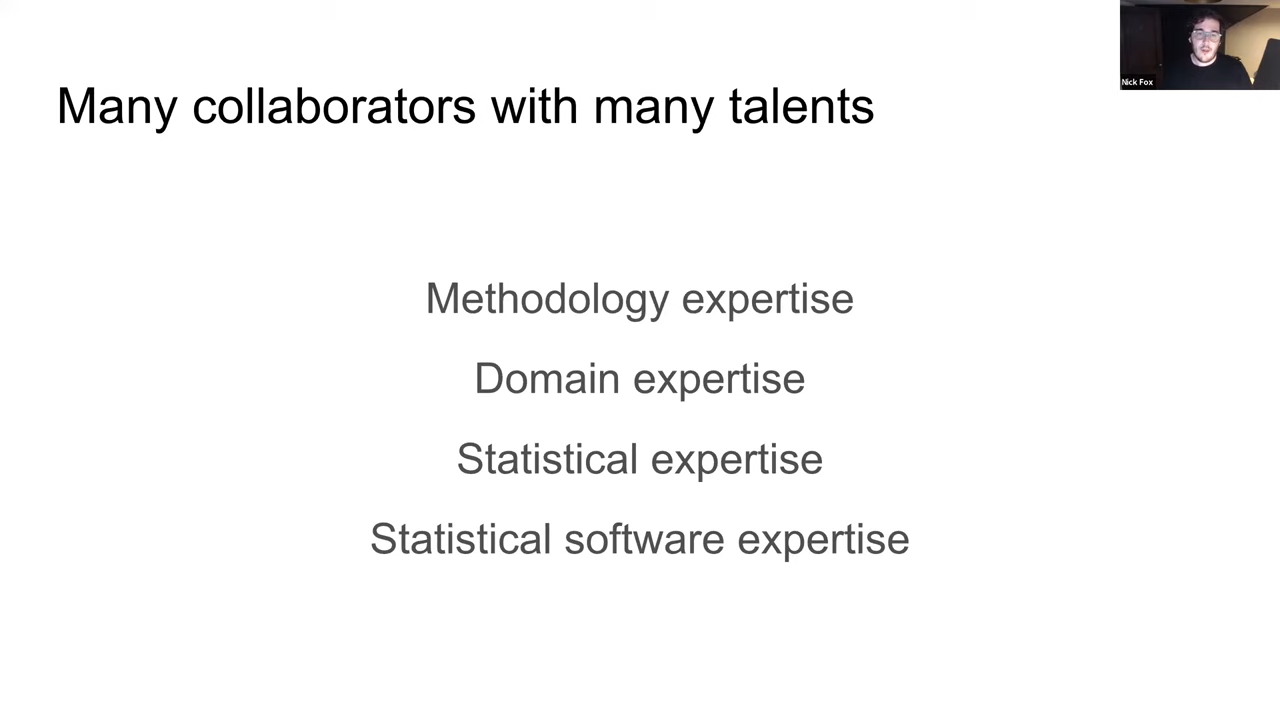 Many collaborators with many talents
Nick Fox
Methodology expertise
Domain expertise
Statistical expertise
Statistical software expertise